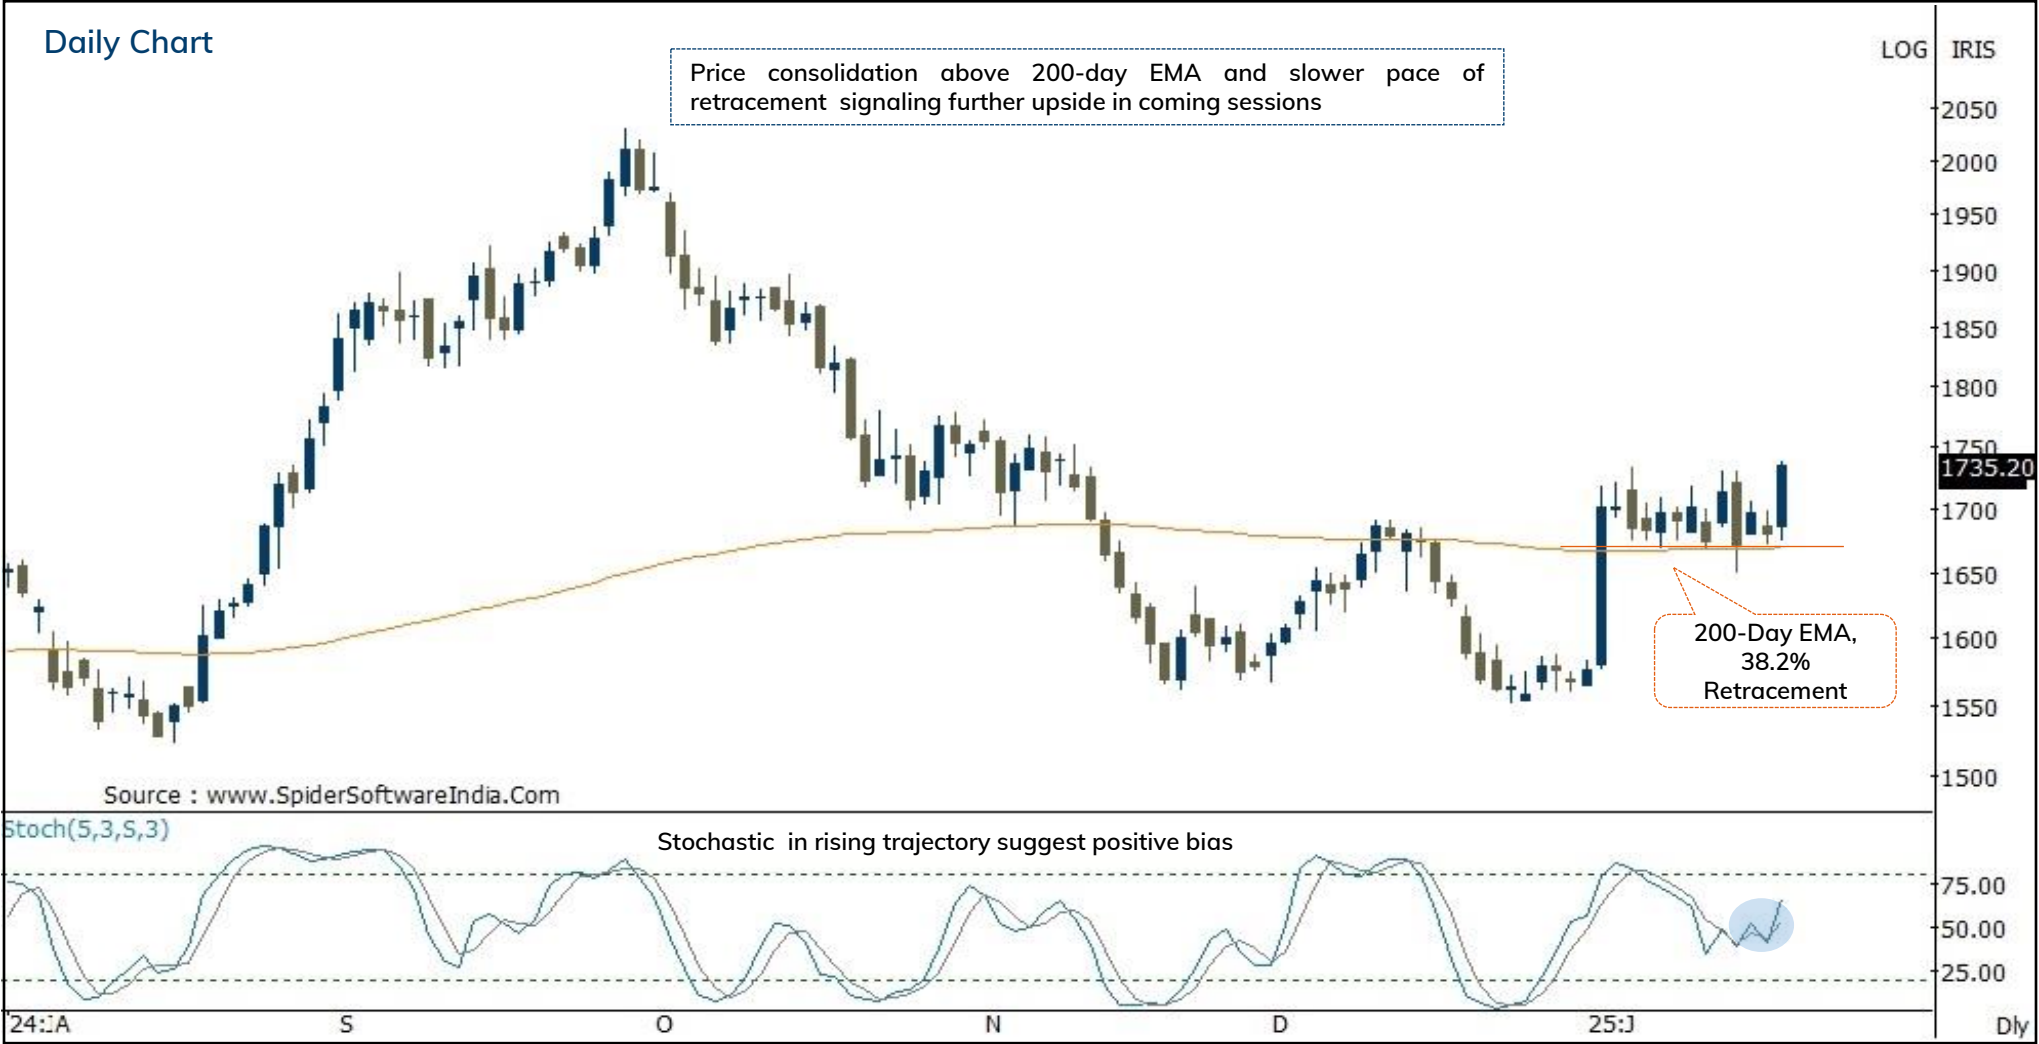 Daily Chart
LOG IRIS
Price consolidation above 200-day EMA and slower pace of
retracement signaling further upside in coming sessions
2050
2000
1950
1900
1850
1800
1750
1735.20
1700
1650
1600
1550
1500
200-Day EMA,
38.2%
Retracement
Source : www.SpiderSoftwareIndia.Com
Stoch(5,3,S,3)
Stochastic in rising trajectory suggest positive bias
75.00
50.00
25.00
24:JA S O N D 25:J Dly